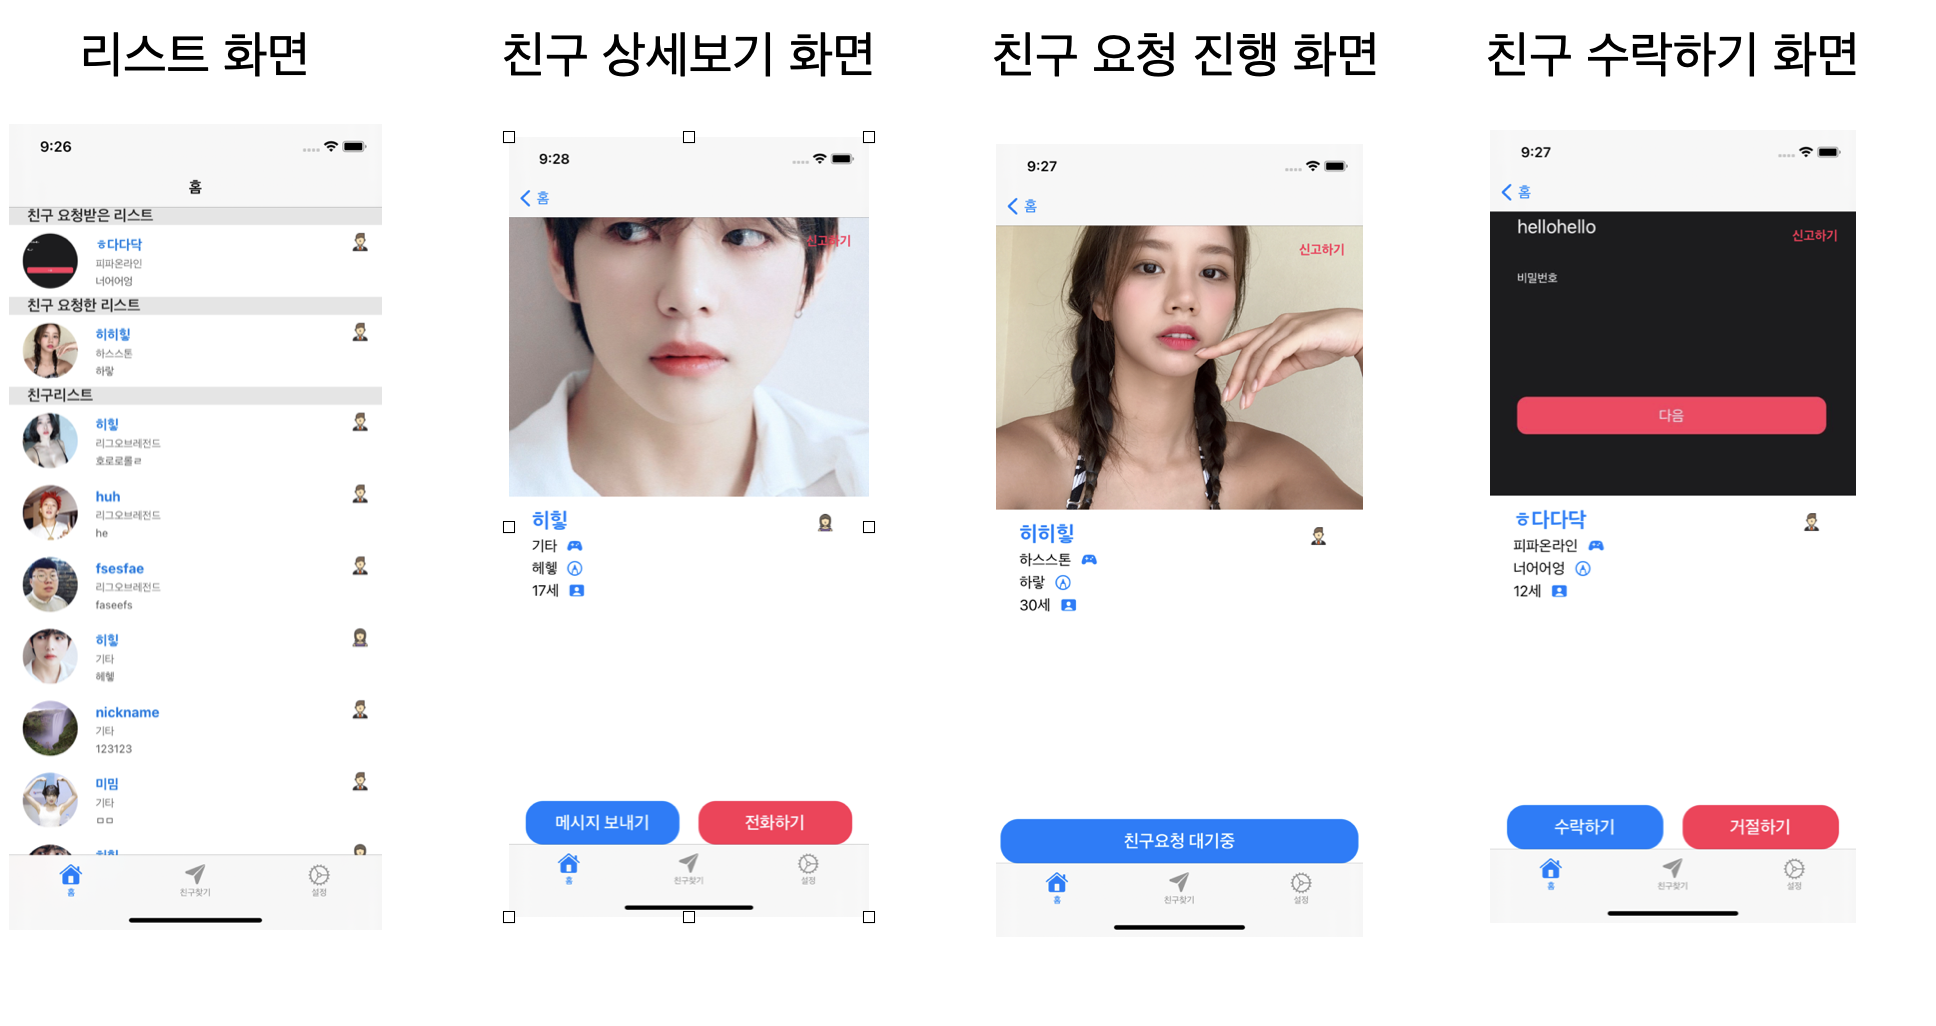 리스트 화면
9:26
홈
친구 요청받은 리스트
ㅎ다다닥
피파온라인
너어어엉
친구 요청한 리스트
히히힣
하스스톤
하랗
친구리스트
히힣
리그오브레전드
호로로롤ㄹ
huh
리그오브레전드
he
fsesfae
리그오브레전드
faseefs
히힣
기타
헤헿
nickname
기타
123123
미밈
기타
ㅁㅁ
홈
친구찾기
설정
친구 상세보기 화면
9:28
홈
신고하기
히힣
기타
헤헿
17세
메시지 보내기
전화하기
홈
친구찾기
설정
친구 요청 진행 화면
9:27
홈
신고하기
히히힣
하스스톤
하랗
30세
친구요청 대기중
홈
친구찾기
설정
친구 수락하기 화면
9:27
홈
hellohello
신고하기
비밀번호
다음
ㅎ다다닥
피파온라인
너어어엉
12세
수락하기
거절하기
홈
친구찾기
설정